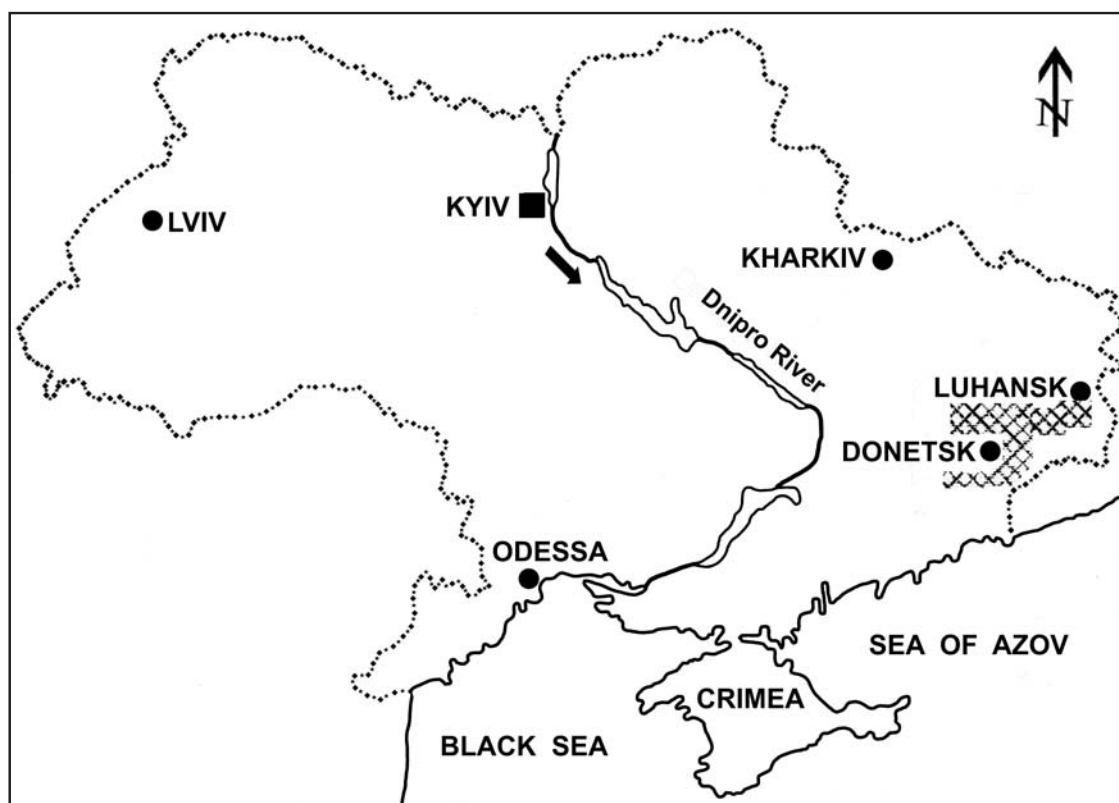 N
KYIV
LVIV
KHARKIV
Dnipro River
LUHANSK
DONETSK
ODESSA
SEA OF AZOV
CRIMEA
BLACK SEA